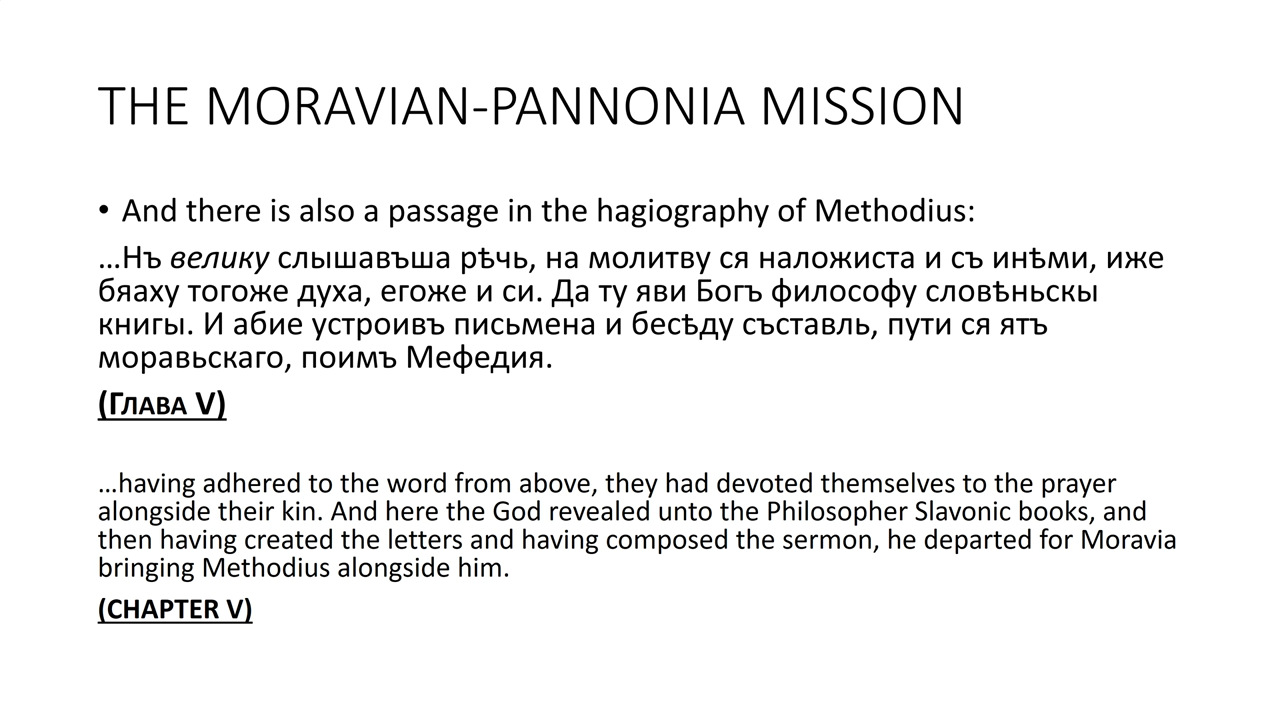 THE MORAVIAN-PANNONIA MISSION
• And there is also a passage in the hagiography of Methodius:
…Нъ велику слышавъша рѣчь, на молитву ся наложиста и съ инѣми, иже
бяаху тогоже духа, егоже и си. Да ту яви Богъ философу словѣньскы
книгы. И абие устроивъ письмена и бесѣду съставль, пути ся ятъ
моравьскаго, поимъ Мефедия.
(ГЛАВА V)
…having adhered to the word from above, they had devoted themselves to the prayer
alongside their kin. And here the God revealed unto the Philosopher Slavonic books, and
then having created the letters and having composed the sermon, he departed for Moravia
bringing Methodius alongside him.
(CHAPTER V)